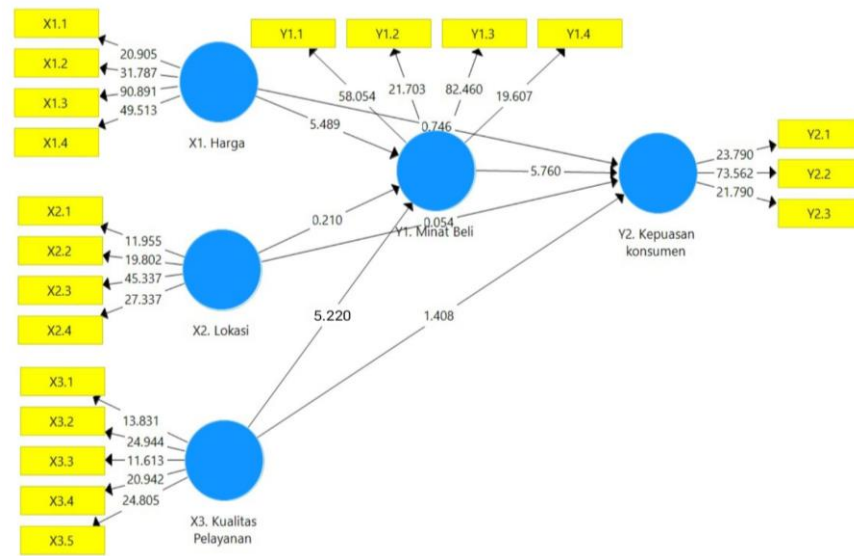 X1.1
X1.2
X1.3
X1.4
20.905
31.787
90.891
49.513
X1. Harga
Y1.1
Y1.2
Y1.3
Y1.4
58.054
21.703
82.460
19.607
5.489
0.746
5.760
Y1. Minat Beli
0.210
0.054
Y2.1
Y2.2
Y2.3
23.790
73.562
21.790
Y2. Kepuasan
konsumen
X2.1
X2.2
X2.3
X2.4
11.955
19.802
45.337
27.337
X2. Lokasi
5.220
1.408
X3.1
X3.2
X3.3
X3.4
X3.5
13.831
24.944
11.613
20.942
24.805
X3. Kualitas
Pelayanan